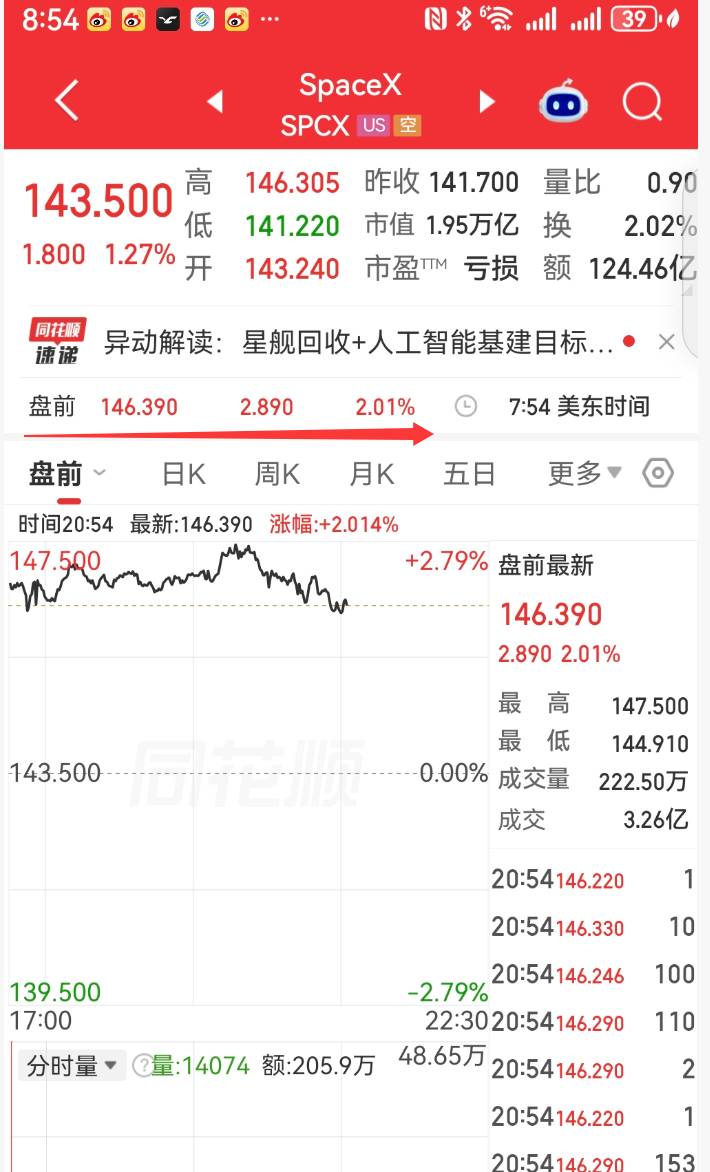 8:54 6+ 39
SpaceX
SPCX US 空
143.500 高 146.305 昨收 141.700 量比 0.90
低 141.220 市值 1.95万亿 换 2.02%
1.800 1.27% 开 143.240 市盈TTM 亏损 额 124.46亿
同花顺速递 异动解读：星舰回收+人工智能基建目标...
盘前 146.390 2.890 2.01% 7:54 美东时间
盘前 日K 周K 月K 五日 更多
时间20:54 最新:146.390 涨幅:+2.014%
147.500 +2.79%
143.500 0.00%
同花顺
139.500 -2.79%
17:00 22:30
分时量 ?量:14074 额:205.9万 48.65万
盘前最新
146.390
2.890 2.01%
最高 147.500
最低 144.910
成交量 222.50万
成交 3.26亿
20:54 146.220 1
20:54 146.330 10
20:54 146.246 100
20:54 146.290 110
20:54 146.290 2
20:54 146.220 1
20:54 146.290 153